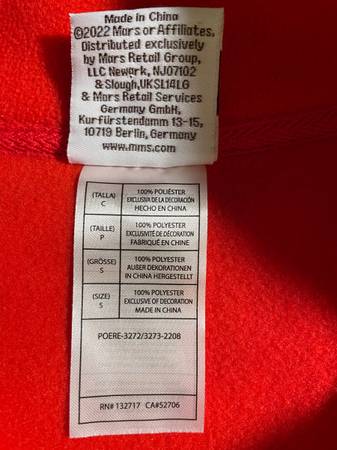 Made in China
©2022 Mars or Affiliates,
Distributed exclusively
by Mars Retail Group,
LLC Newark, NJ07102
& Slough, UKSL14LG
& Mars Retail Services
Germany GmbH,
Kurfürstendamm 13-15,
10719 Berlin, Germany
www.mms.com
(TALLA) C
100% POLIÉSTER
EXCLUSIVA DE LA DECORACIÓN
HECHO EN CHINA
(TAILLE) P
100% POLYESTER
EXCLUSIVITÉ DE DÉCORATION
FABRIQUÉ EN CHINE
(GRÖSSE) S
100% POLYESTER
AUßER DEKORATIONEN
IN CHINA HERGESTELLT
(SIZE) S
100% POLYESTER
EXCLUSIVE OF DECORATION
MADE IN CHINA
POERE-3272/3273-2208
RN# 132717 CA#52706